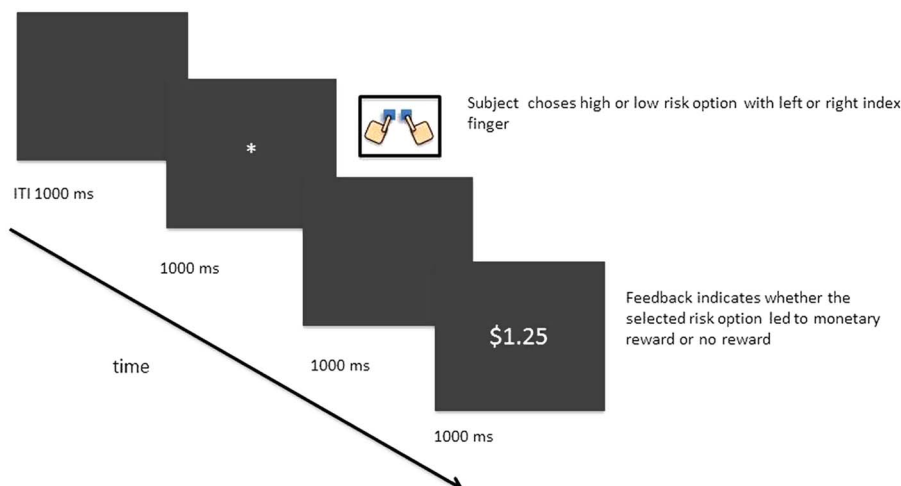 Subject choses high or low risk option with left or right index
finger
*
ITI 1000 ms
1000 ms
Feedback indicates whether the
selected risk option led to monetary
reward or no reward
$1.25
time
1000 ms
1000 ms